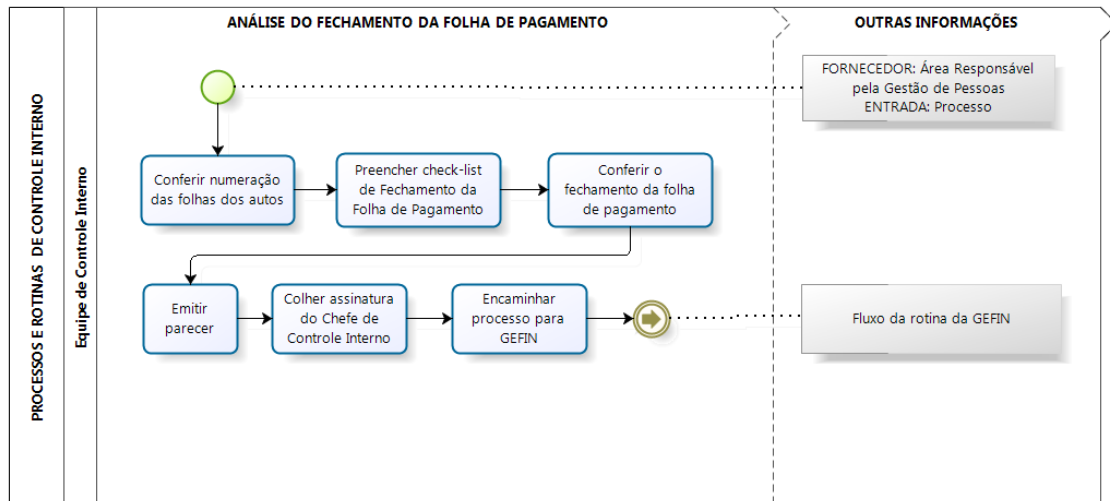 ANÁLISE DO FECHAMENTO DA FOLHA DE PAGAMENTO
OUTRAS INFORMAÇÕES
PROCESSOS E ROTINAS DE CONTROLE INTERNO
Equipe de Controle Interno
FORNECEDOR: Área Responsável
pela Gestão de Pessoas
ENTRADA: Processo
Conferir numeração
das folhas dos autos
Preencher check-list
de Fechamento da
Folha de Pagamento
Conferir o
fechamento da folha
de pagamento
Emitir
parecer
Colher assinatura
do Chefe de
Controle Interno
Encaminhar
processo para
GEFIN
Fluxo da rotina da GEFIN